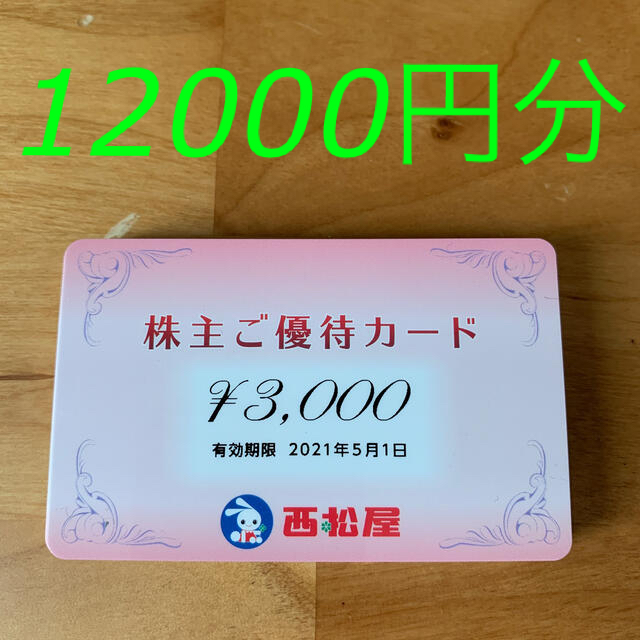 12000円分
株主ご優待カード
¥3,000
有効期限 2021年5月1日
西松屋